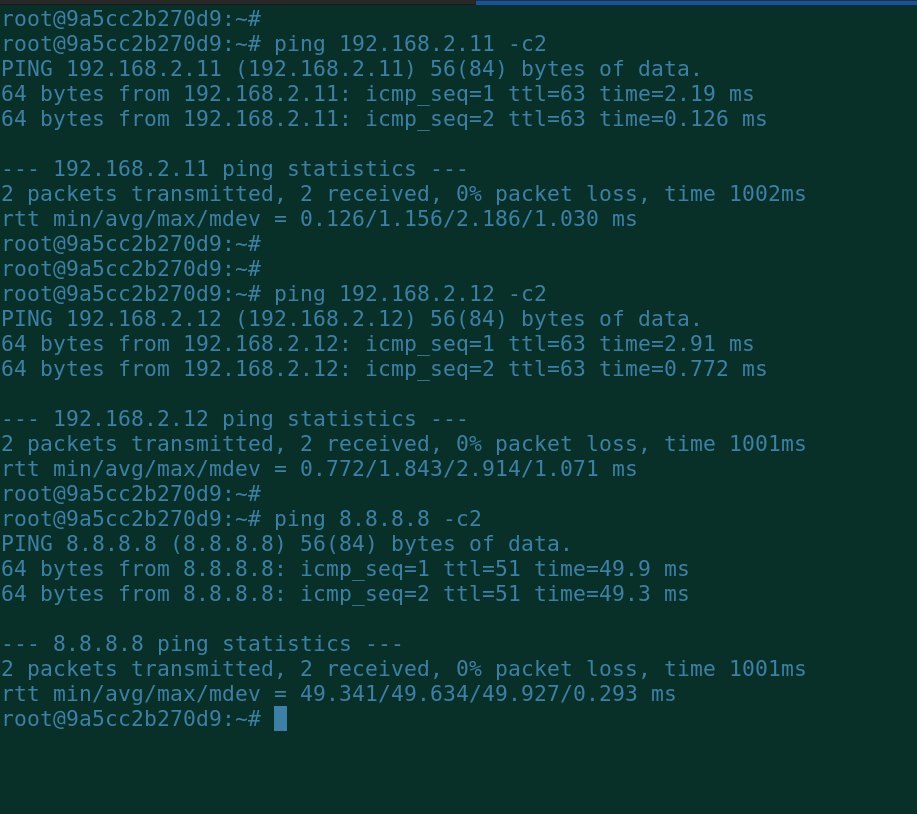 root@9a5cc2b270d9:~#
root@9a5cc2b270d9:~# ping 192.168.2.11 -c2
PING 192.168.2.11 (192.168.2.11) 56(84) bytes of data.
64 bytes from 192.168.2.11: icmp_seq=1 ttl=63 time=2.19 ms
64 bytes from 192.168.2.11: icmp_seq=2 ttl=63 time=0.126 ms

--- 192.168.2.11 ping statistics ---
2 packets transmitted, 2 received, 0% packet loss, time 1002ms
rtt min/avg/max/mdev = 0.126/1.156/2.186/1.030 ms
root@9a5cc2b270d9:~#
root@9a5cc2b270d9:~#
root@9a5cc2b270d9:~# ping 192.168.2.12 -c2
PING 192.168.2.12 (192.168.2.12) 56(84) bytes of data.
64 bytes from 192.168.2.12: icmp_seq=1 ttl=63 time=2.91 ms
64 bytes from 192.168.2.12: icmp_seq=2 ttl=63 time=0.772 ms

--- 192.168.2.12 ping statistics ---
2 packets transmitted, 2 received, 0% packet loss, time 1001ms
rtt min/avg/max/mdev = 0.772/1.843/2.914/1.071 ms
root@9a5cc2b270d9:~#
root@9a5cc2b270d9:~# ping 8.8.8.8 -c2
PING 8.8.8.8 (8.8.8.8) 56(84) bytes of data.
64 bytes from 8.8.8.8: icmp_seq=1 ttl=51 time=49.9 ms
64 bytes from 8.8.8.8: icmp_seq=2 ttl=51 time=49.3 ms

--- 8.8.8.8 ping statistics ---
2 packets transmitted, 2 received, 0% packet loss, time 1001ms
rtt min/avg/max/mdev = 49.341/49.634/49.927/0.293 ms
root@9a5cc2b270d9:~#